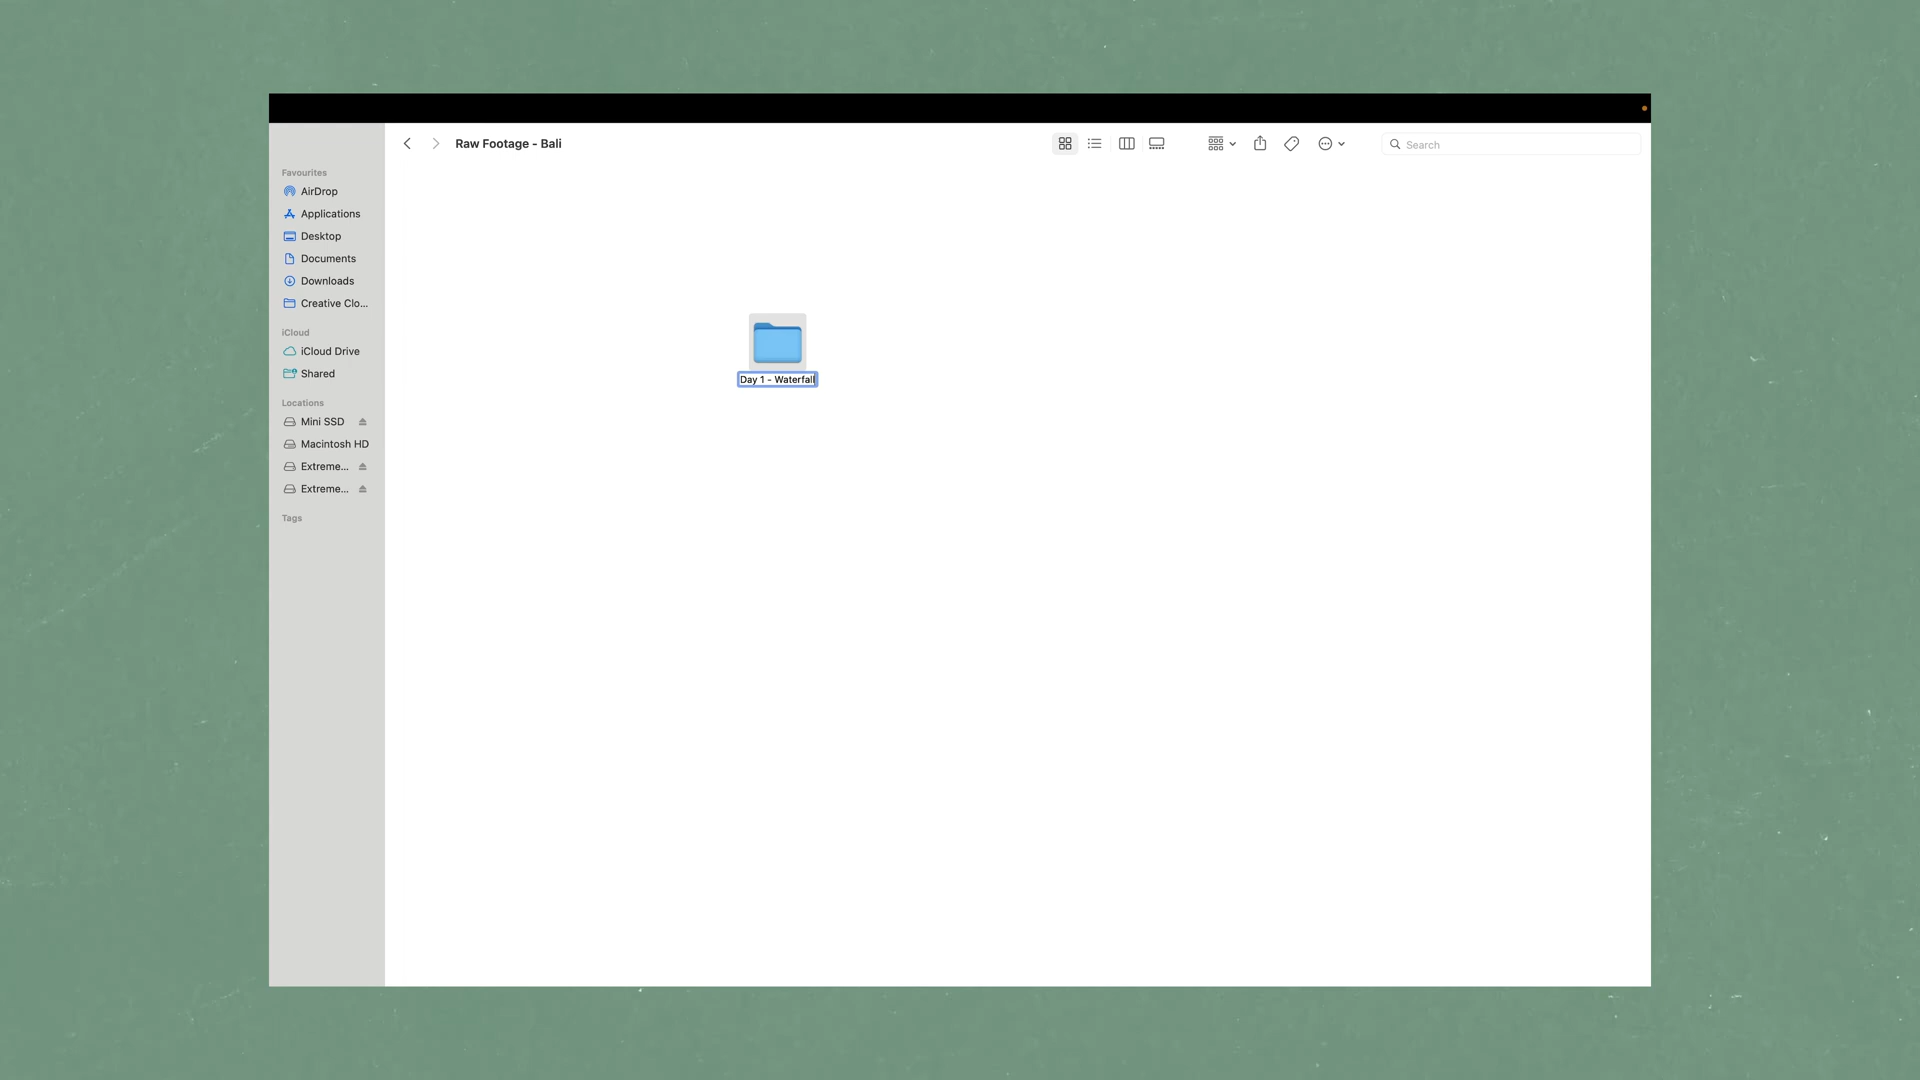 Raw Footage - Bali
Search
Favourites
AirDrop
Applications
Desktop
Documents
Downloads
Creative Clo...
iCloud
iCloud Drive
Shared
Locations
Mini SSD
Macintosh HD
Extreme...
Extreme...
Tags
Day 1 - Waterfall